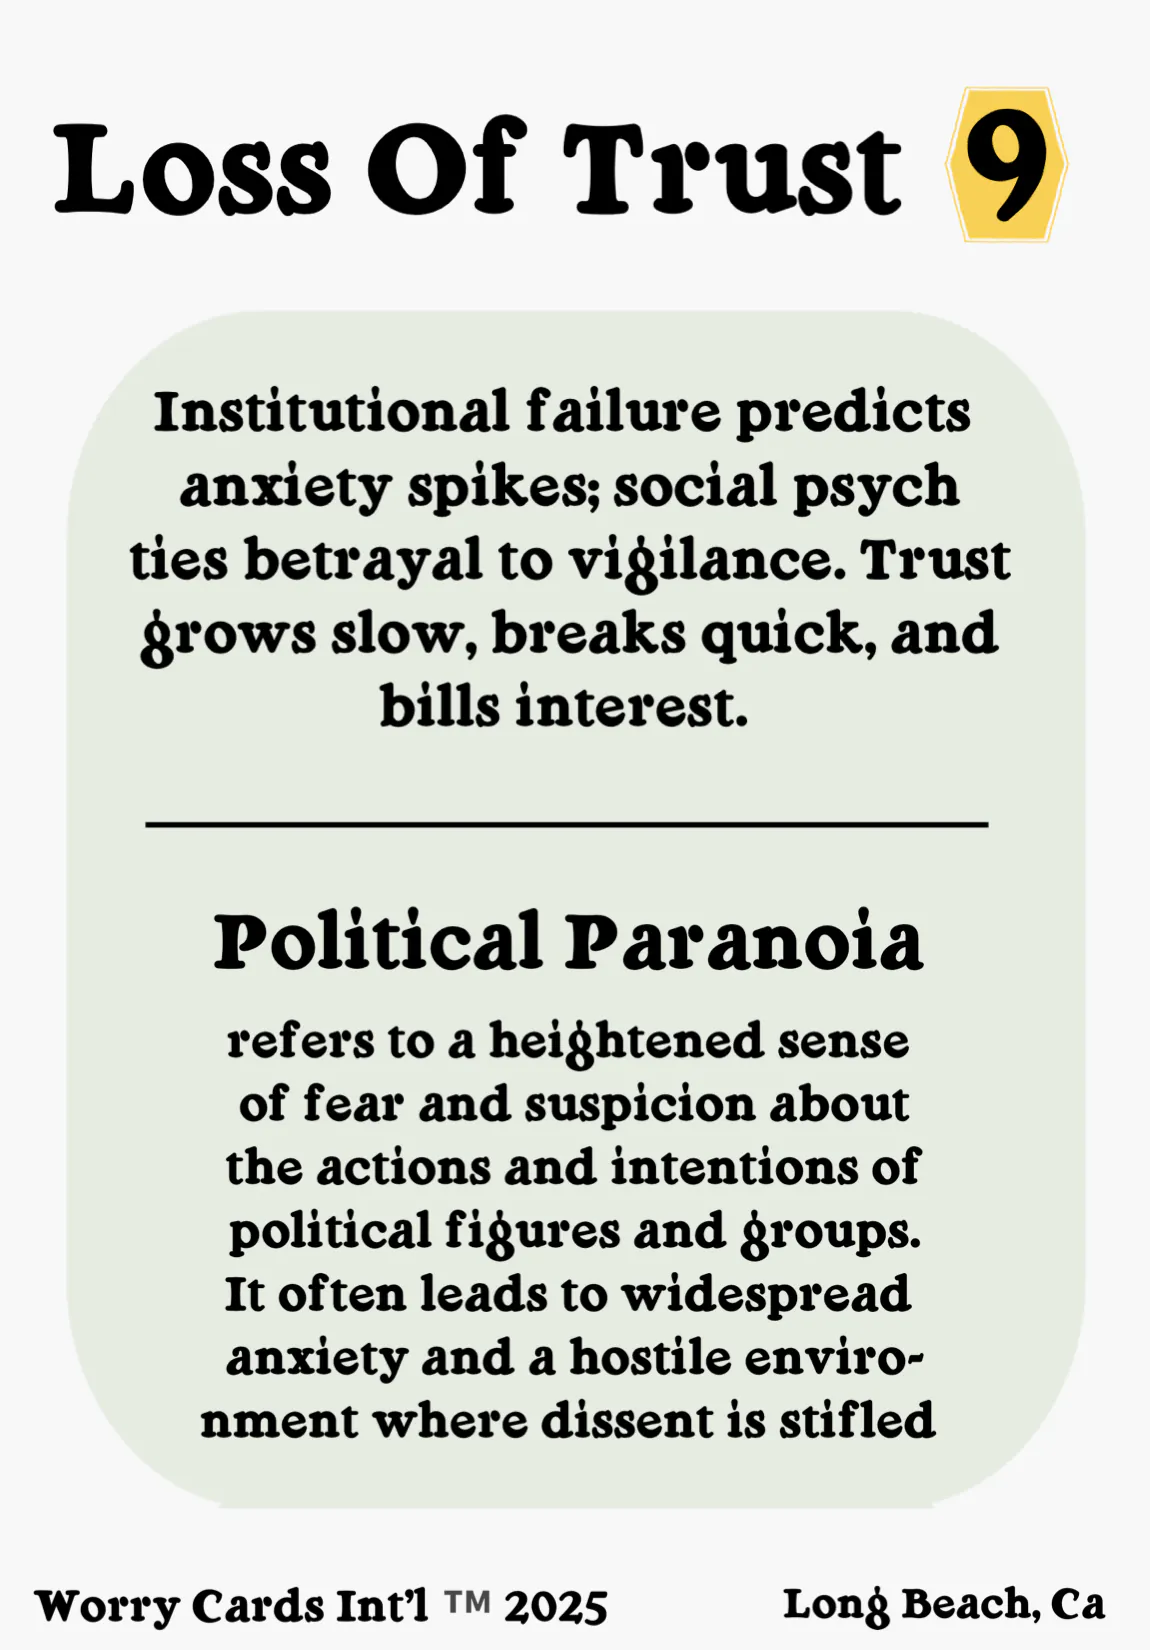 Loss Of Trust 9
Institutional failure predicts
anxiety spikes; social psych
ties betrayal to vigilance. Trust
grows slow, breaks quick, and
bills interest.
Political Paranoia
refers to a heightened sense
of fear and suspicion about
the actions and intentions of
political figures and groups.
It often leads to widespread
anxiety and a hostile enviro-
nment where dissent is stifled
Worry Cards Int'l ™ 2025
Long Beach, Ca